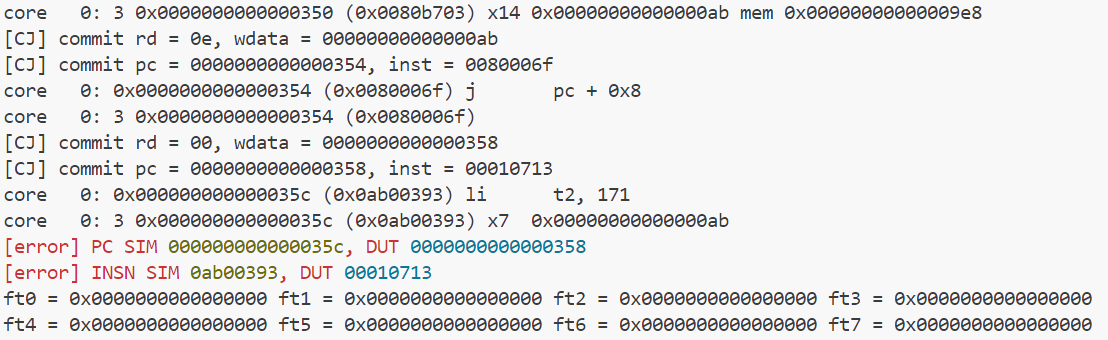 core   0: 3 0x0000000000000350 (0x0080b703) x14 0x00000000000000ab mem 0x00000000000009e8
[CJ] commit rd = 0e, wdata = 00000000000000ab
[CJ] commit pc = 0000000000000354, inst = 0080006f
core   0: 0x0000000000000354 (0x0080006f) j       pc + 0x8
core   0: 3 0x0000000000000354 (0x0080006f)
[CJ] commit rd = 00, wdata = 0000000000000358
[CJ] commit pc = 0000000000000358, inst = 00010713
core   0: 0x000000000000035c (0x0ab00393) li      t2, 171
core   0: 3 0x000000000000035c (0x0ab00393) x7  0x00000000000000ab
[error] PC SIM 000000000000035c, DUT 0000000000000358
[error] INSN SIM 0ab00393, DUT 00010713
ft0 = 0x0000000000000000 ft1 = 0x0000000000000000 ft2 = 0x0000000000000000 ft3 = 0x0000000000000000
ft4 = 0x0000000000000000 ft5 = 0x0000000000000000 ft6 = 0x0000000000000000 ft7 = 0x0000000000000000